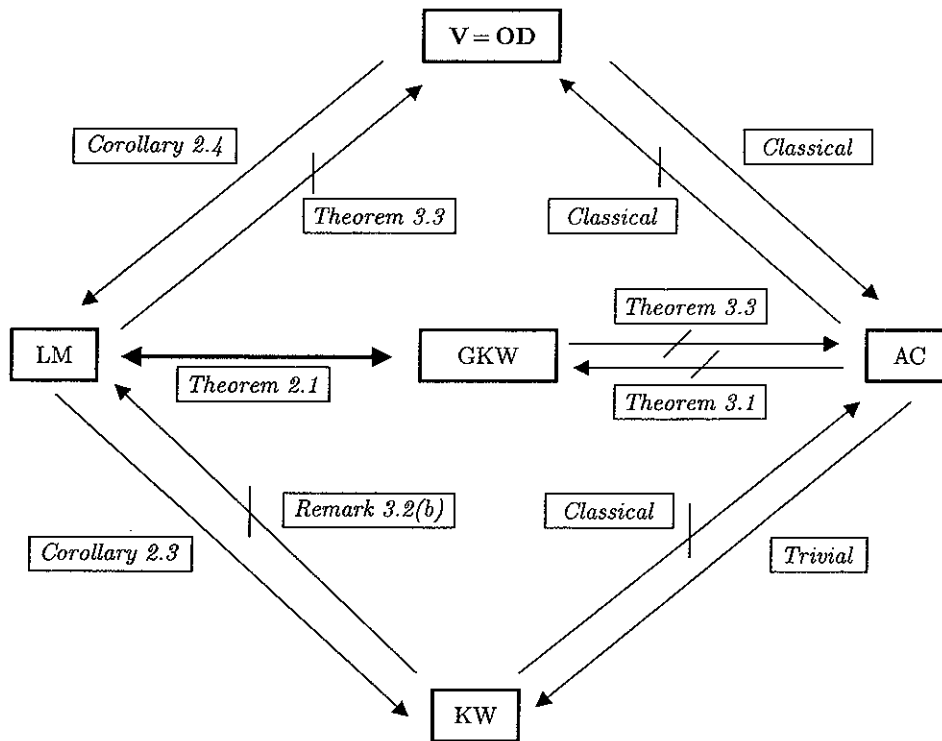 V = OD
Corollary 2.4
Classical
Theorem 3.3
Classical
Theorem 3.3
LM
GKW
AC
Theorem 2.1
Theorem 3.1
Remark 3.2(b)
Classical
Corollary 2.3
Trivial
KW